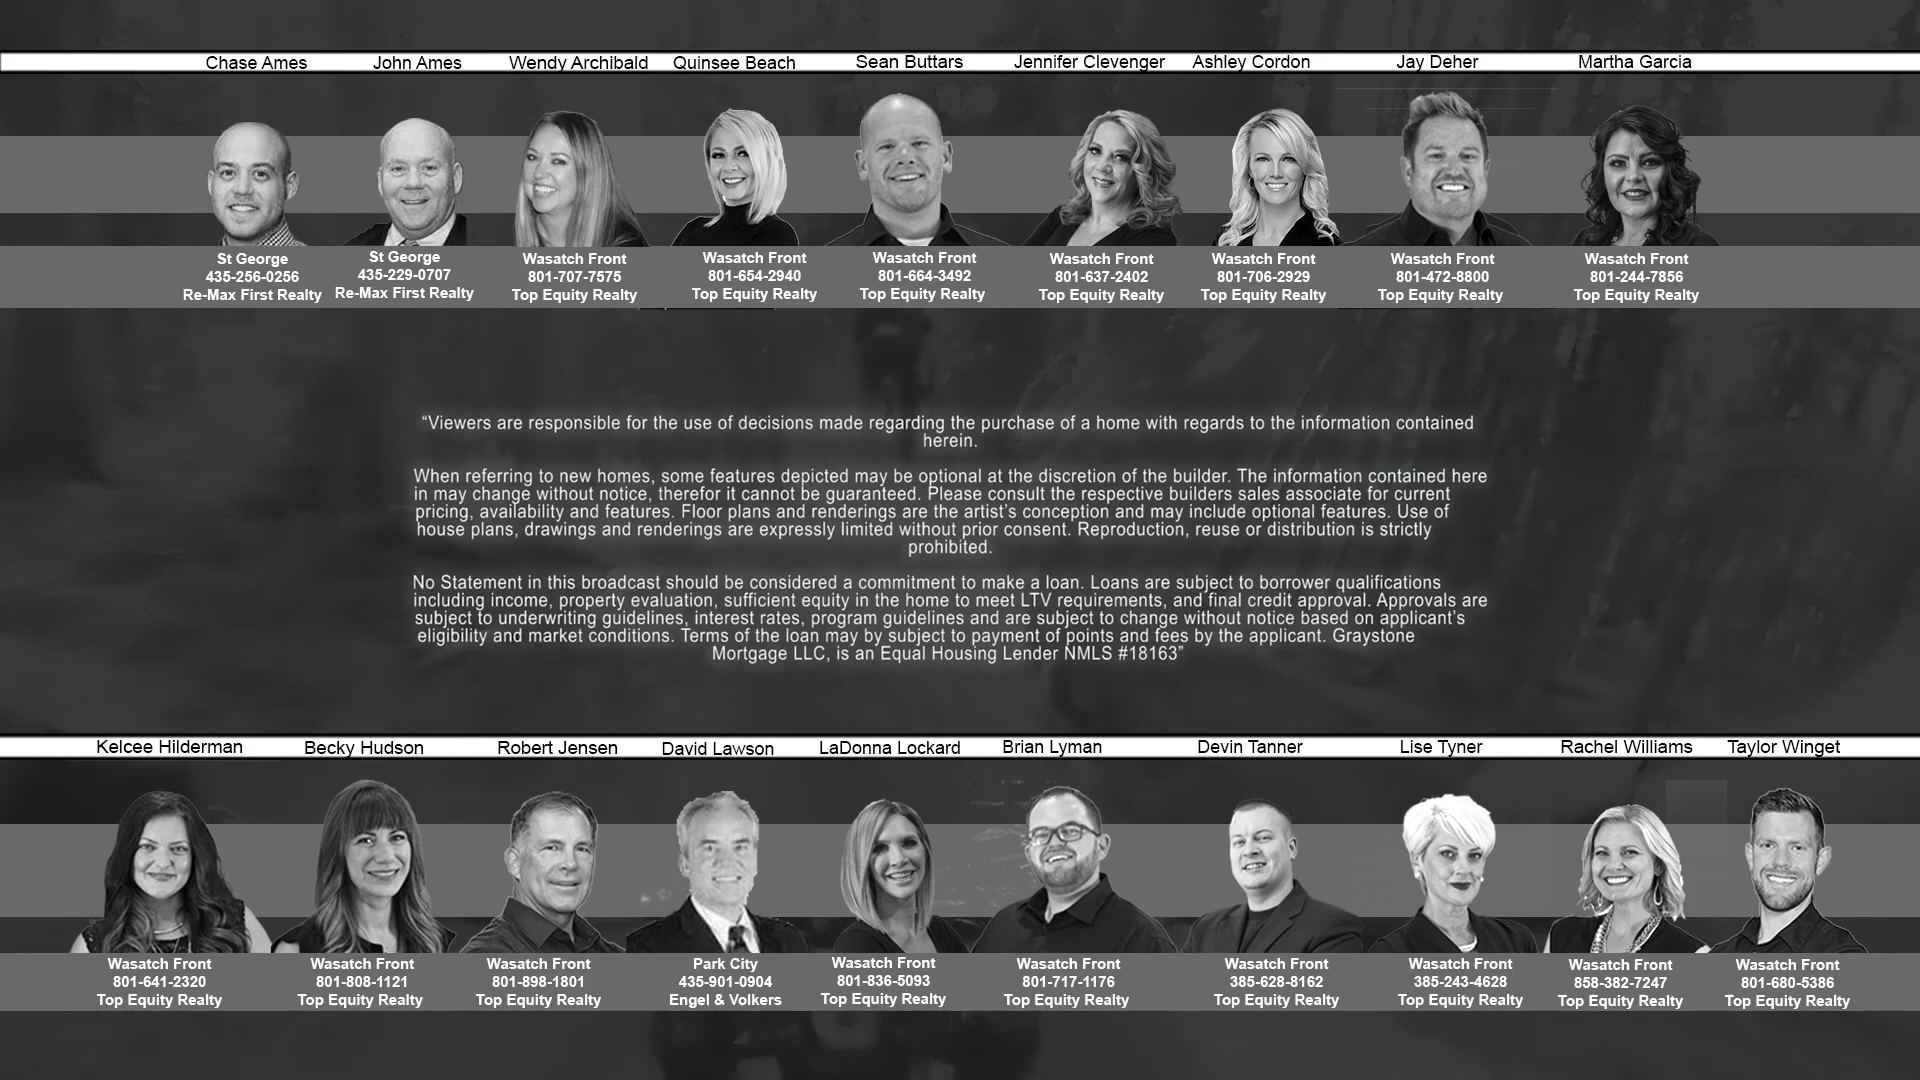 Chase Ames John Ames Wendy Archibald Quinsee Beach Sean Buttars Jennifer Clevenger Ashley Cordon Jay Deher Martha Garcia
St George St George Wasatch Front Wasatch Front Wasatch Front Wasatch Front Wasatch Front Wasatch Front Wasatch Front
435-256-0256 435-229-0707 801-707-7575 801-654-2940 801-664-3492 801-637-2402 801-706-2929 801-472-8800 801-244-7856
Re-Max First Realty Re-Max First Realty Top Equity Realty Top Equity Realty Top Equity Realty Top Equity Realty Top Equity Realty Top Equity Realty Top Equity Realty
“Viewers are responsible for the use of decisions made regarding the purchase of a home with regards to the information contained
herein.
When referring to new homes, some features depicted may be optional at the discretion of the builder. The information contained here
in may change without notice, therefor it cannot be guaranteed. Please consult the respective builders sales associate for current
pricing, availability and features. Floor plans and renderings are the artist’s conception and may include optional features. Use of
house plans, drawings and renderings are expressly limited without prior consent. Reproduction, reuse or distribution is strictly
prohibited.
No Statement in this broadcast should be considered a commitment to make a loan. Loans are subject to borrower qualifications
including income, property evaluation, sufficient equity in the home to meet LTV requirements, and final credit approval. Approvals are
subject to underwriting guidelines, interest rates, program guidelines and are subject to change without notice based on applicant’s
eligibility and market conditions. Terms of the loan may by subject to payment of points and fees by the applicant. Graystone
Mortgage LLC, is an Equal Housing Lender NMLS #18163”
Kelcee Hilderman Becky Hudson Robert Jensen David Lawson LaDonna Lockard Brian Lyman Devin Tanner Lise Tyner Rachel Williams Taylor Winget
Wasatch Front Wasatch Front Wasatch Front Park City Wasatch Front Wasatch Front Wasatch Front Wasatch Front Wasatch Front Wasatch Front
801-641-2320 801-808-1121 801-898-1801 435-901-0904 801-836-5093 801-717-1176 385-628-8162 385-243-4628 858-382-7247 801-680-5386
Top Equity Realty Top Equity Realty Top Equity Realty Engel & Volkers Top Equity Realty Top Equity Realty Top Equity Realty Top Equity Realty Top Equity Realty Top Equity Realty